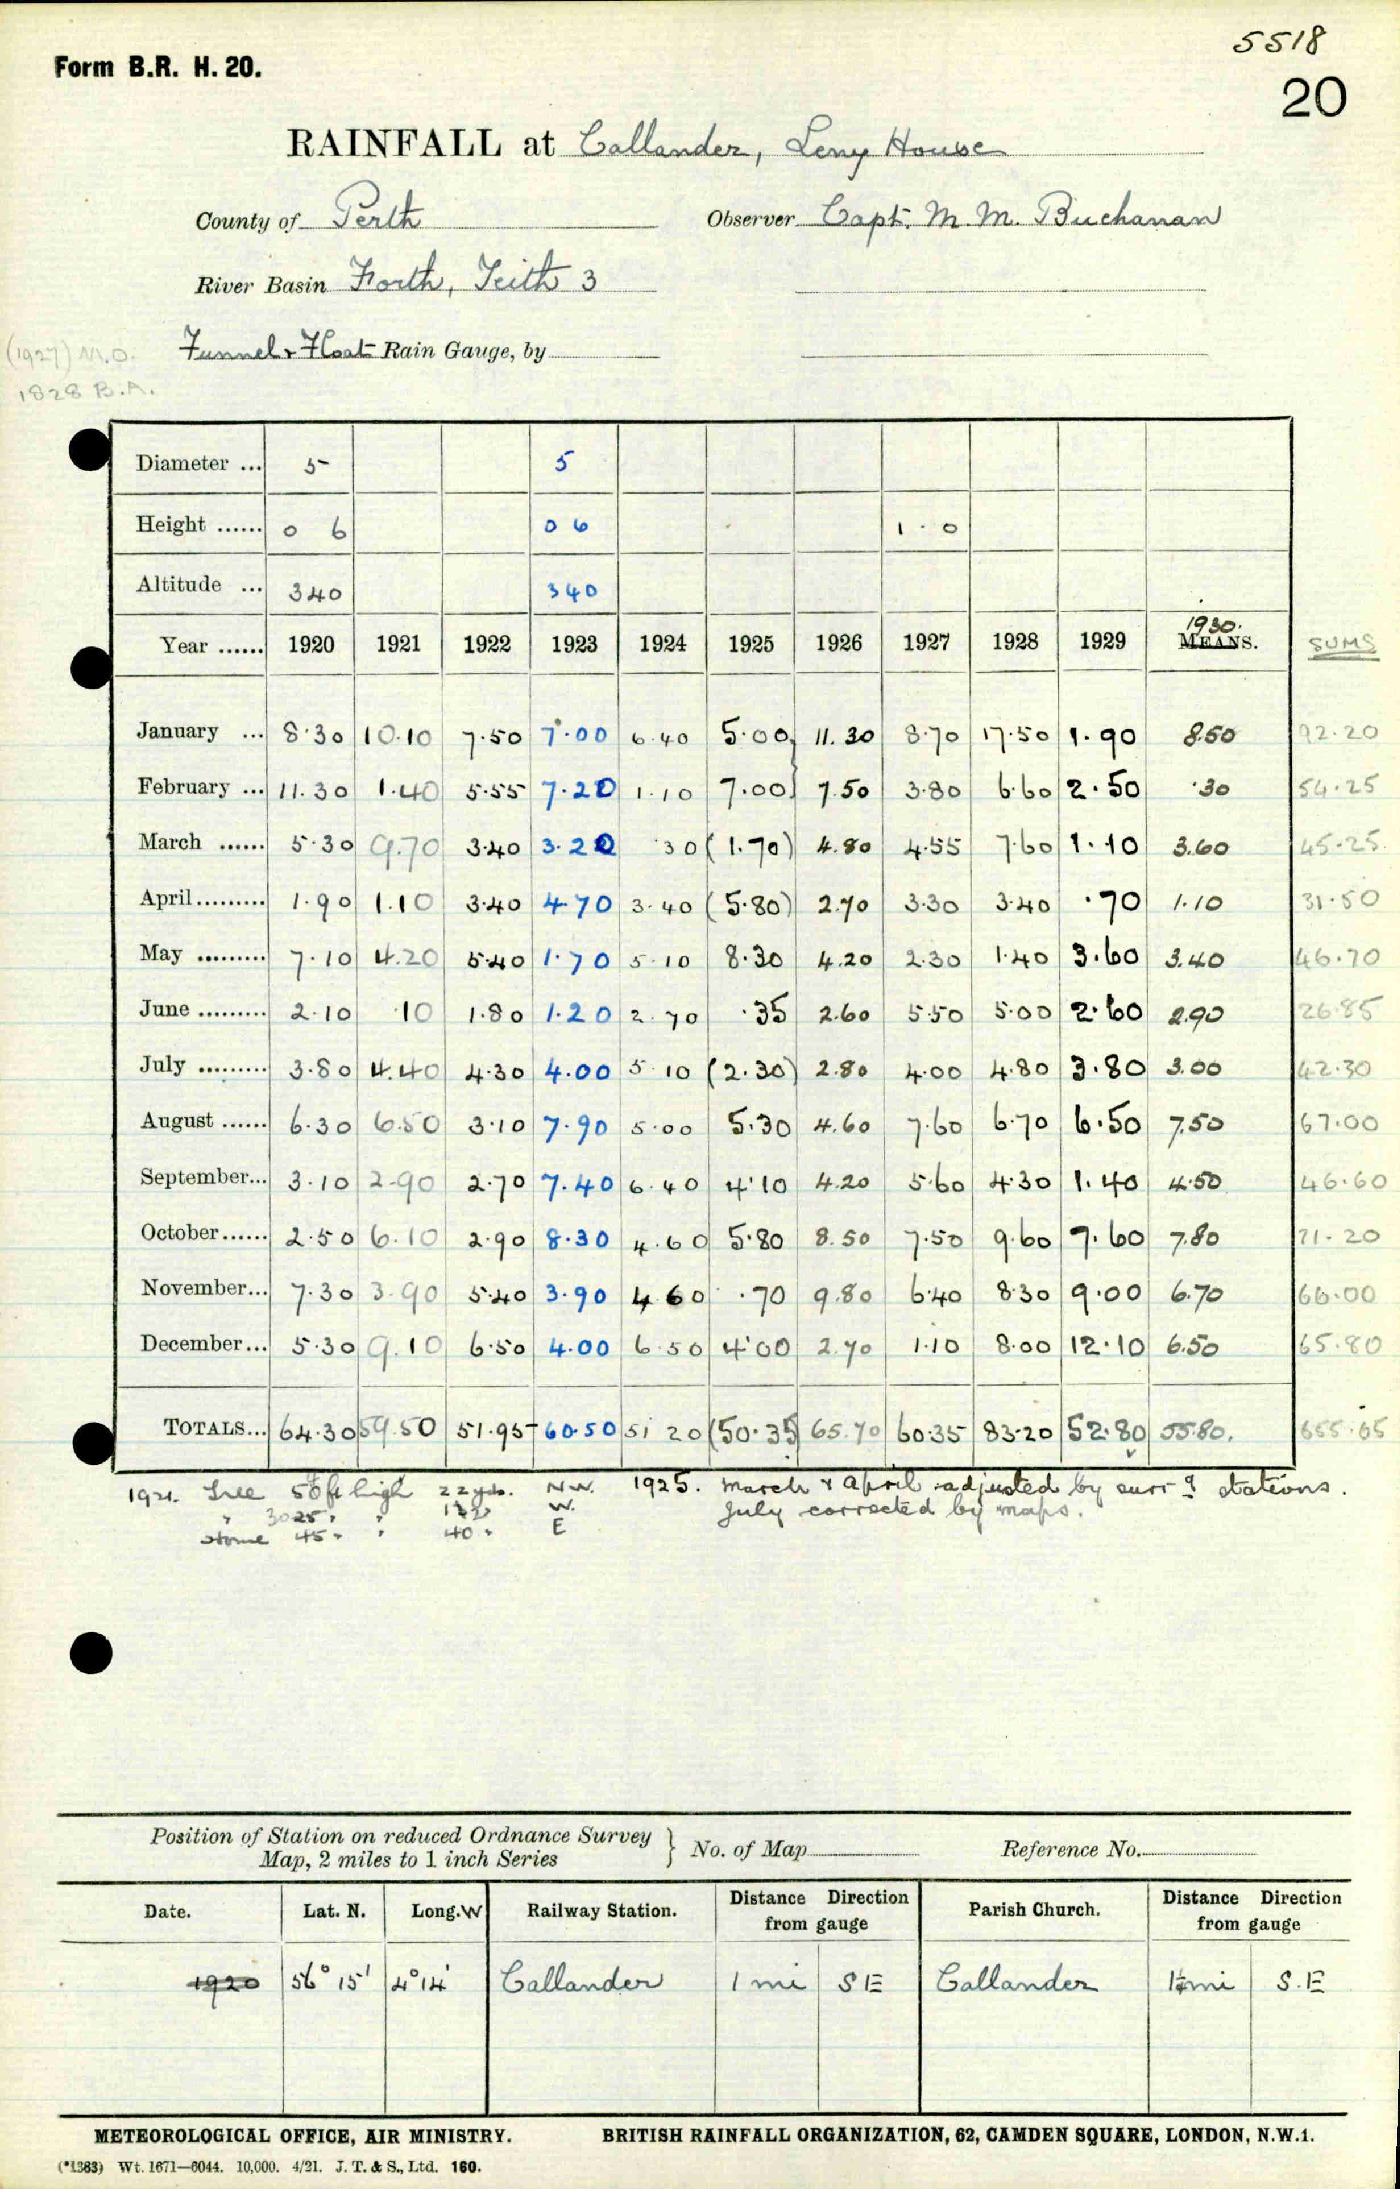 5518
Form B.R. H. 20.
20
RAINFALL at Callander, Leny House
County of Perth Observer Capt. M. M. Buchanan
River Basin Forth, Teith 3
Funnel & Float Rain Gauge, by
(1927) M.O.
1828 B.A.
Diameter ... 5 5
Height ...... 0 6 0 6 1 · 0
Altitude ... 340 340
1930.
Year ...... 1920 1921 1922 1923 1924 1925 1926 1927 1928 1929 MEANS. SUMS
January ... 8·30 10·10 7·50 7·00 6 40 5·00 11.30 8·70 17·50 1.90 8.50 92·20
February ... 11.30 1.40 5.55 7.20 1 10 7.00 7.50 3·80 6·60 2.50 ·30 54·25
March ...... 5·30 9.70 3.40 3.20 30 (1.70) 4.80 4.55 7·60 1·10 3.60 45·25.
April......... 1·90 1.10 3·40 4·70 3·40 (5·80) 2.70 3·30 3·40 ·70 1·10 31·50
May ......... 7·10 4.20 5·40 1·70 5 10 8·30 4.20 2·30 1·40 3.60 3.40 46·70
June ......... 2·10 ·10 1·80 1·20 2 70 ·35 2.60 5.50 5·00 2·60 2.90 26·85
July ......... 3·80 4.40 4·30 4.00 5 10 (2.30) 2.80 4·00 4·80 3·80 3.00 42·30
August ...... 6·30 6.50 3·10 7·90 5·00 5·30 4.60 7·60 6·70 6·50 7.50 67·00
September... 3·10 2·90 2·70 7.40 6·40 4·10 4.20 5·60 4·30 1.40 4.50 46·60
October...... 2·50 6·10 2·90 8·30 4.60 5·80 8.50 7·50 9·60 7.60 7.80 71·20
November... 7·30 3·90 5·40 3·90 4 60 ·70 9.80 6·40 8·30 9·00 6.70 66·00
December... 5·30 9.10 6·50 4.00 6 50 4·00 2.70 1·10 8·00 12·10 6.50 65·80
TOTALS... 64·30 59.50 51.95 60·50 51 20 (50·35) 65.70 60·35 83·20 52·80 55.80. 655·65
1921. Tree 50 ft high 22 yds. N.W. 1925. March & April adjusted by surrg stations.
W. July corrected by maps.
45 " " 40 " E
Position of Station on reduced Ordnance Survey
Map, 2 miles to 1 inch Series } No. of Map Reference No.
Date. Lat. N. Long. W Railway Station. Distance Direction from gauge Parish Church. Distance Direction from gauge
1920 56° 15' 4° 14' Callander 1 mi SE Callander mi S.E
METEOROLOGICAL OFFICE, AIR MINISTRY. BRITISH RAINFALL ORGANIZATION, 62, CAMDEN SQUARE, LONDON, N.W.1.
(*1383) Wt. 1671—6044. 10,000. 4/21. J. T. & S., Ltd. 160.